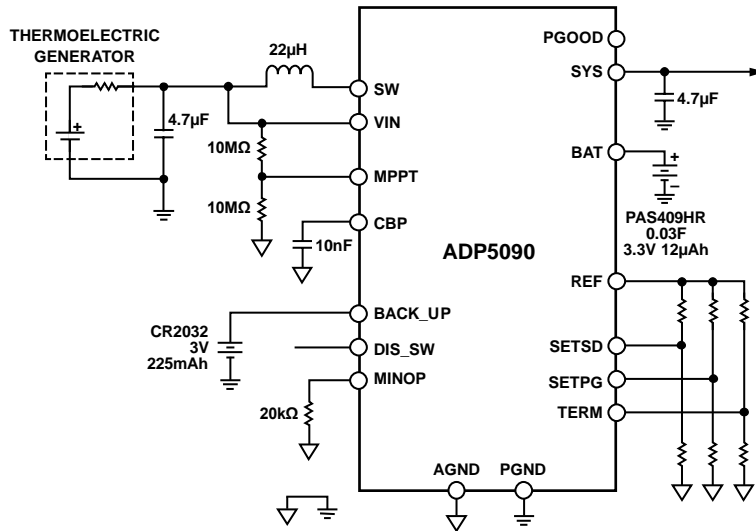 THERMOELECTRIC
GENERATOR
+
4.7µF
22µH
10MΩ
10MΩ
10nF
CR2032
3V
225mAh
20kΩ
SW
VIN
MPPT
CBP
BACK_UP
DIS_SW
MINOP
ADP5090
AGND
PGND
PGOOD
SYS
BAT
REF
SETSD
SETPG
TERM
4.7µF
+
–
PAS409HR
0.03F
3.3V 12µAh